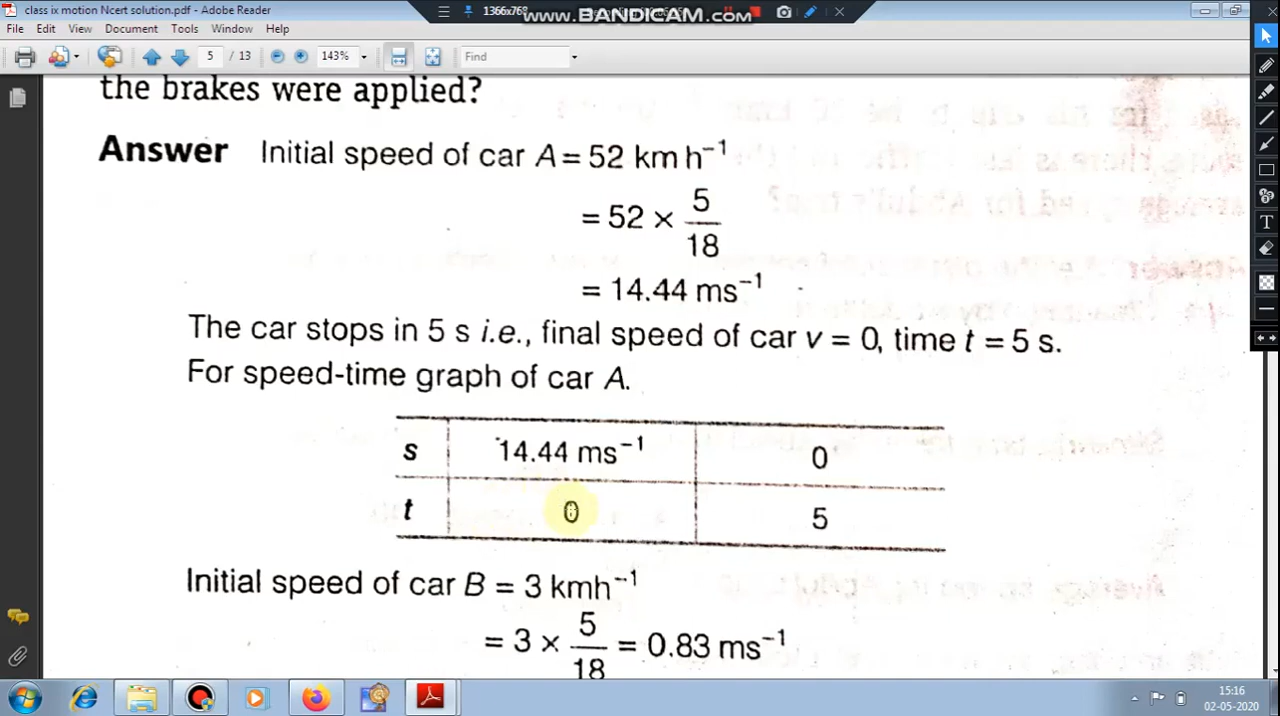 class ix motion Ncert solution.pdf - Adobe Reader
1366x768
www.BANDICAM.com
File Edit View Document Tools Window Help
5 / 13 143% Find
the brakes were applied?
Answer Initial speed of car A = 52 km h⁻¹
= 52 × 5/18
= 14.44 ms⁻¹
The car stops in 5 s i.e., final speed of car v = 0, time t = 5 s.
For speed-time graph of car A.
s 14.44 ms⁻¹ 0
t 0 5
Initial speed of car B = 3 kmh⁻¹
= 3 × 5/18 = 0.83 ms⁻¹
15:16
02-05-2020